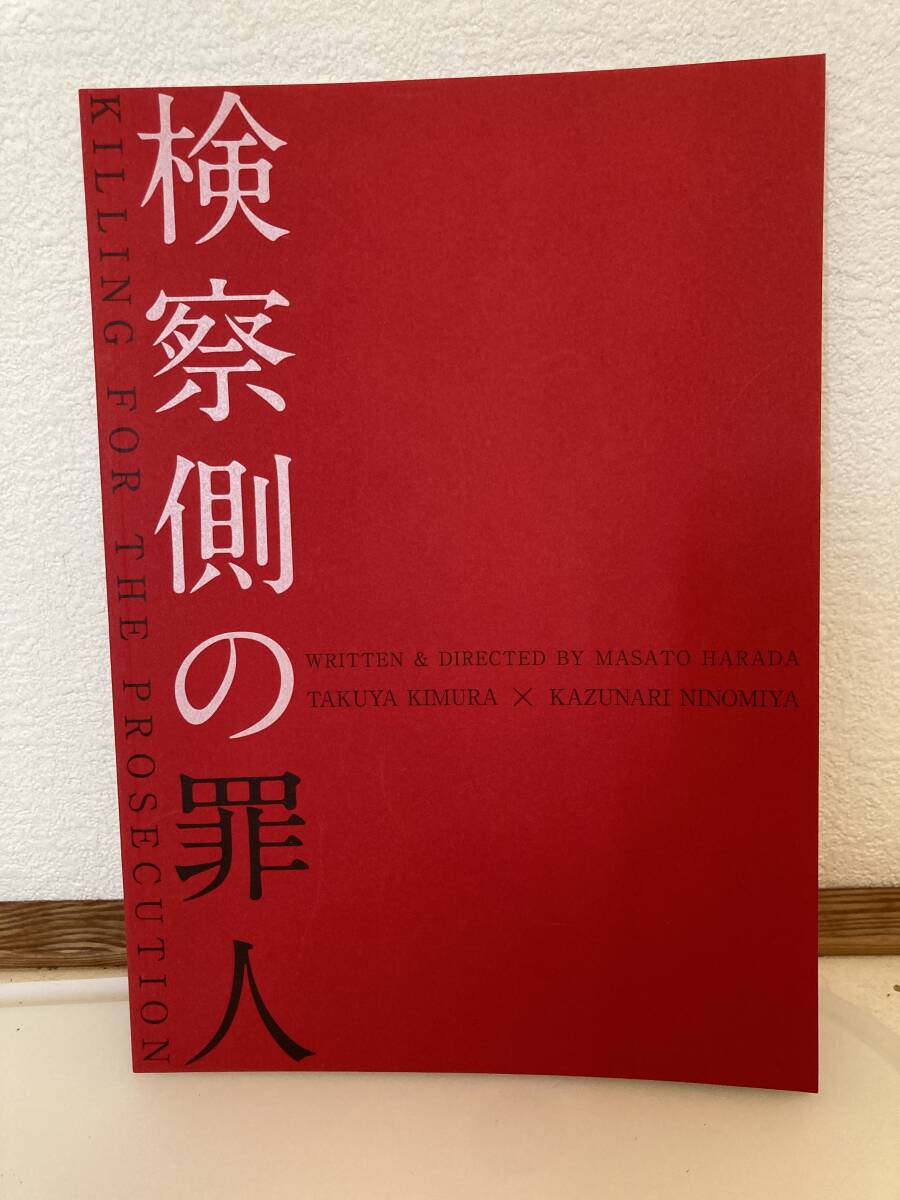 検察側の罪人
KILLING FOR THE PROSECUTION
WRITTEN & DIRECTED BY MASATO HARADA
TAKUYA KIMURA × KAZUNARI NINOMIYA